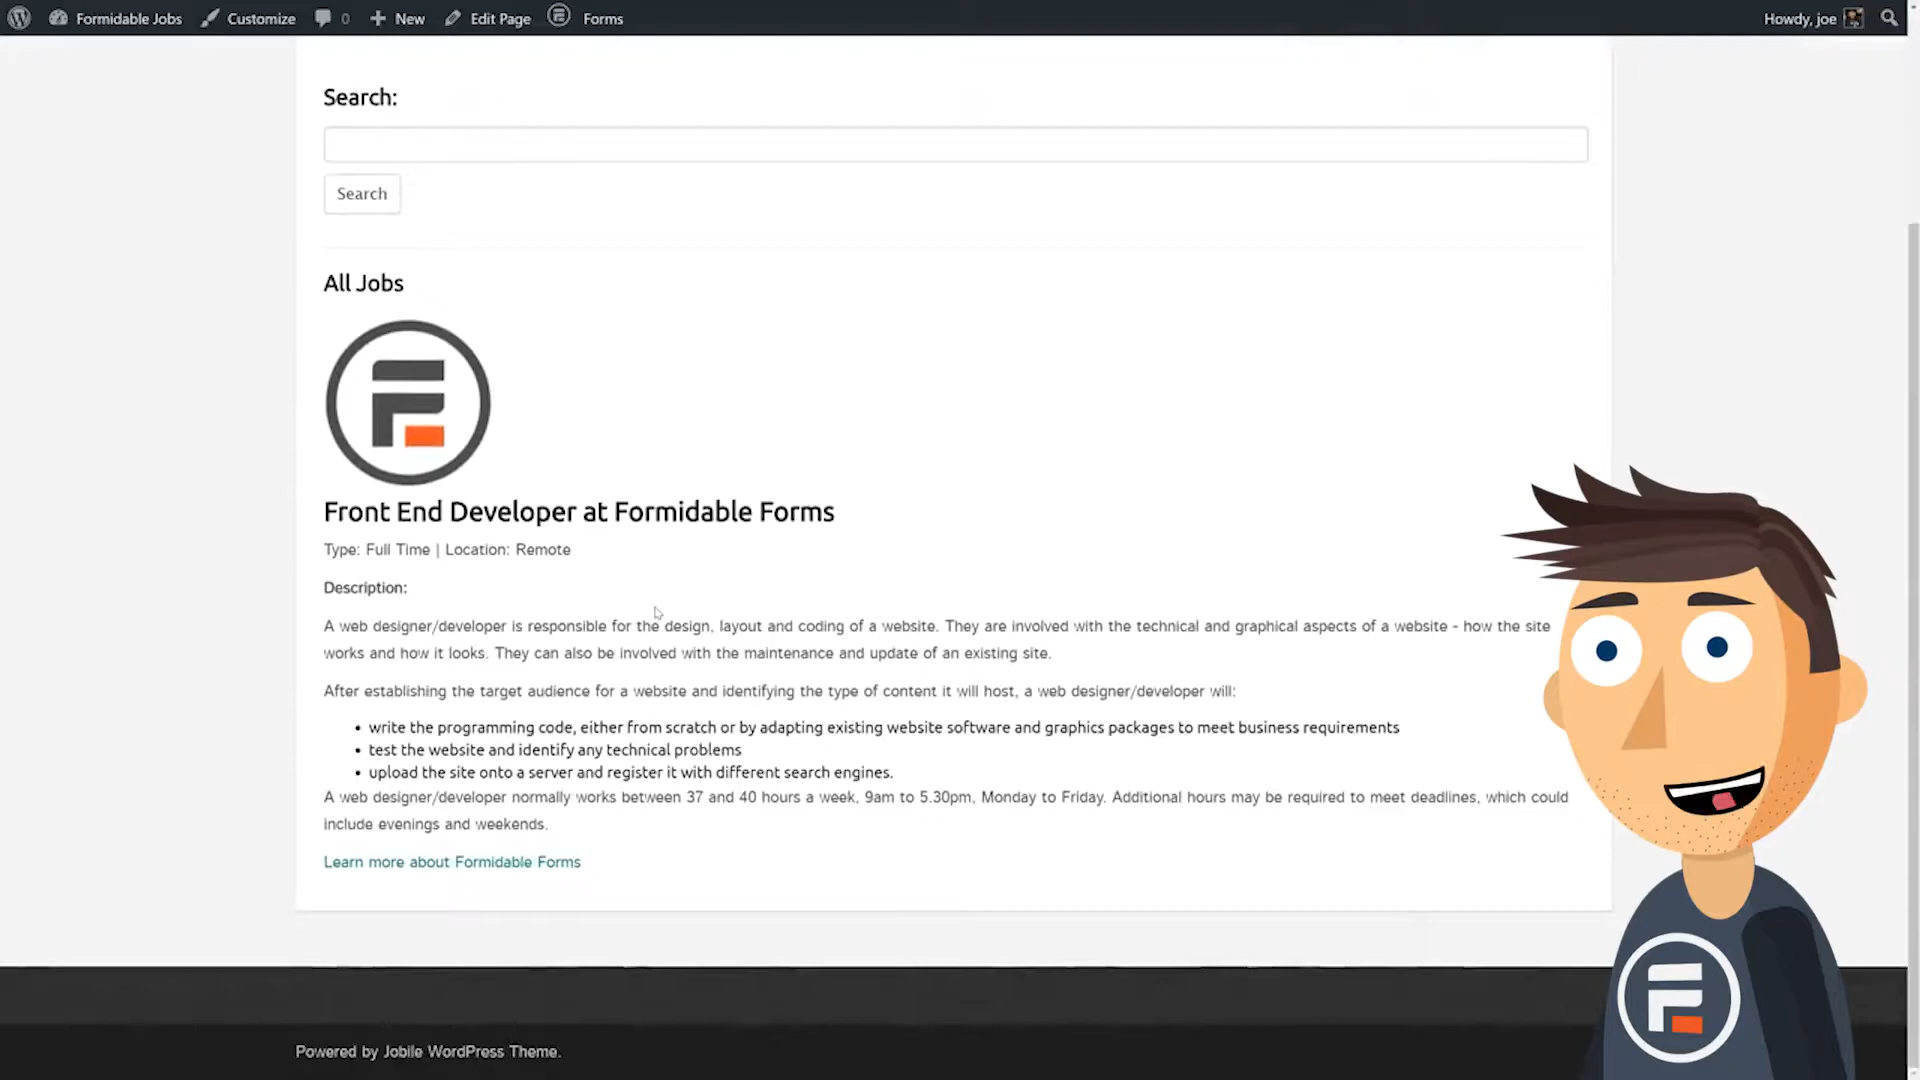 Formidable Jobs Customize 0 New Edit Page Forms Howdy, joe
Search:
Search
All Jobs
Front End Developer at Formidable Forms
Type: Full Time | Location: Remote
Description:
A web designer/developer is responsible for the design, layout and coding of a website. They are involved with the technical and graphical aspects of a website - how the site
works and how it looks. They can also be involved with the maintenance and update of an existing site.
After establishing the target audience for a website and identifying the type of content it will host, a web designer/developer will:
• write the programming code, either from scratch or by adapting existing website software and graphics packages to meet business requirements
• test the website and identify any technical problems
• upload the site onto a server and register it with different search engines.
A web designer/developer normally works between 37 and 40 hours a week, 9am to 5.30pm, Monday to Friday. Additional hours may be required to meet deadlines, which could
include evenings and weekends.
Learn more about Formidable Forms
Powered by Jobile WordPress Theme.